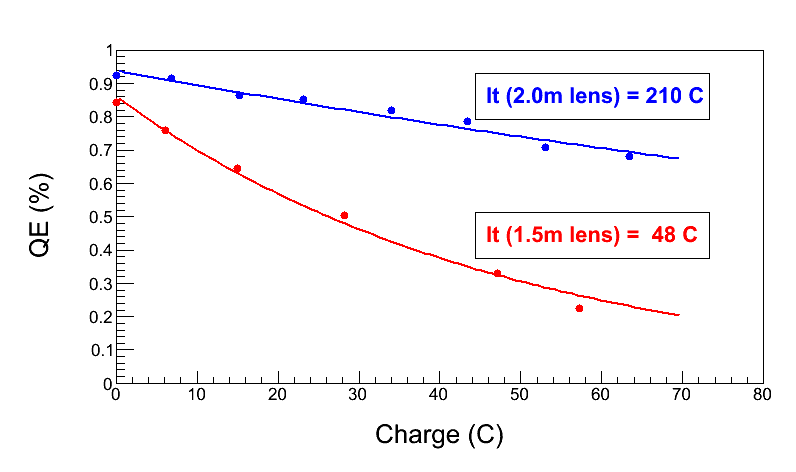 1
0.9
0.8
0.7
0.6
0.5
0.4
0.3
0.2
0.1
0
QE (%)
lt (2.0m lens) = 210 C
lt (1.5m lens) =  48 C
0 10 20 30 40 50 60 70 80
Charge (C)